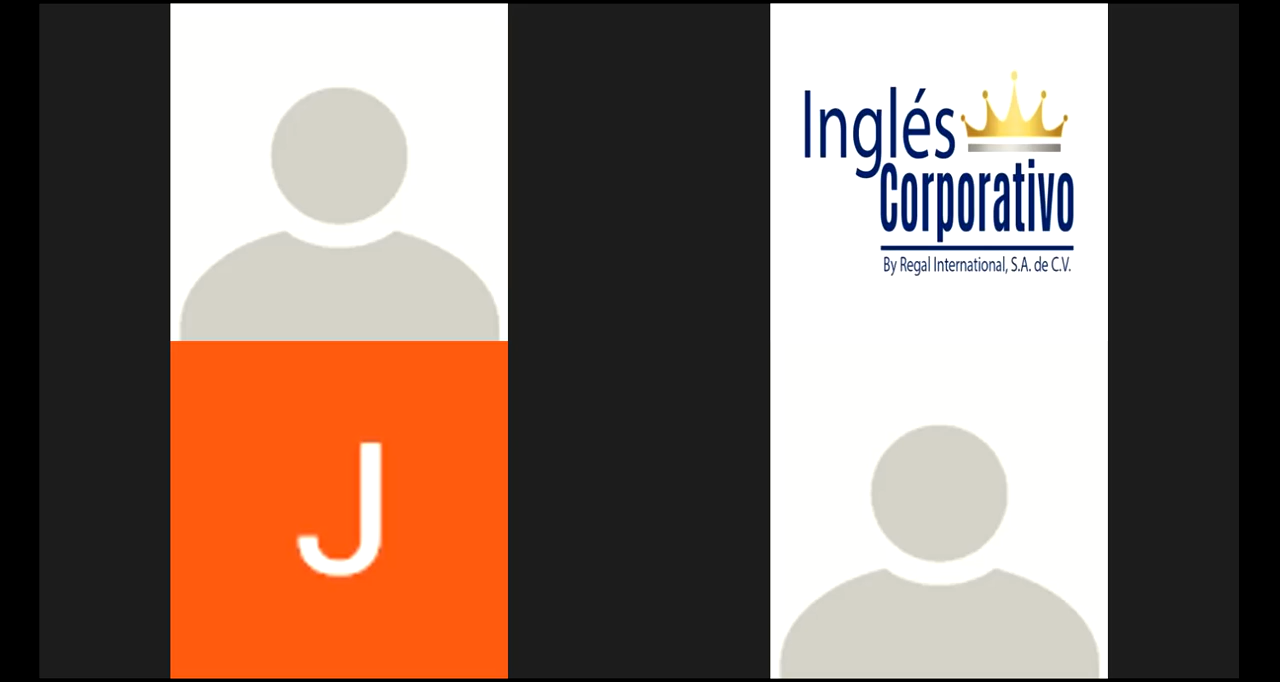 Inglés
Corporativo
By Regal International, S.A. de C.V.
J